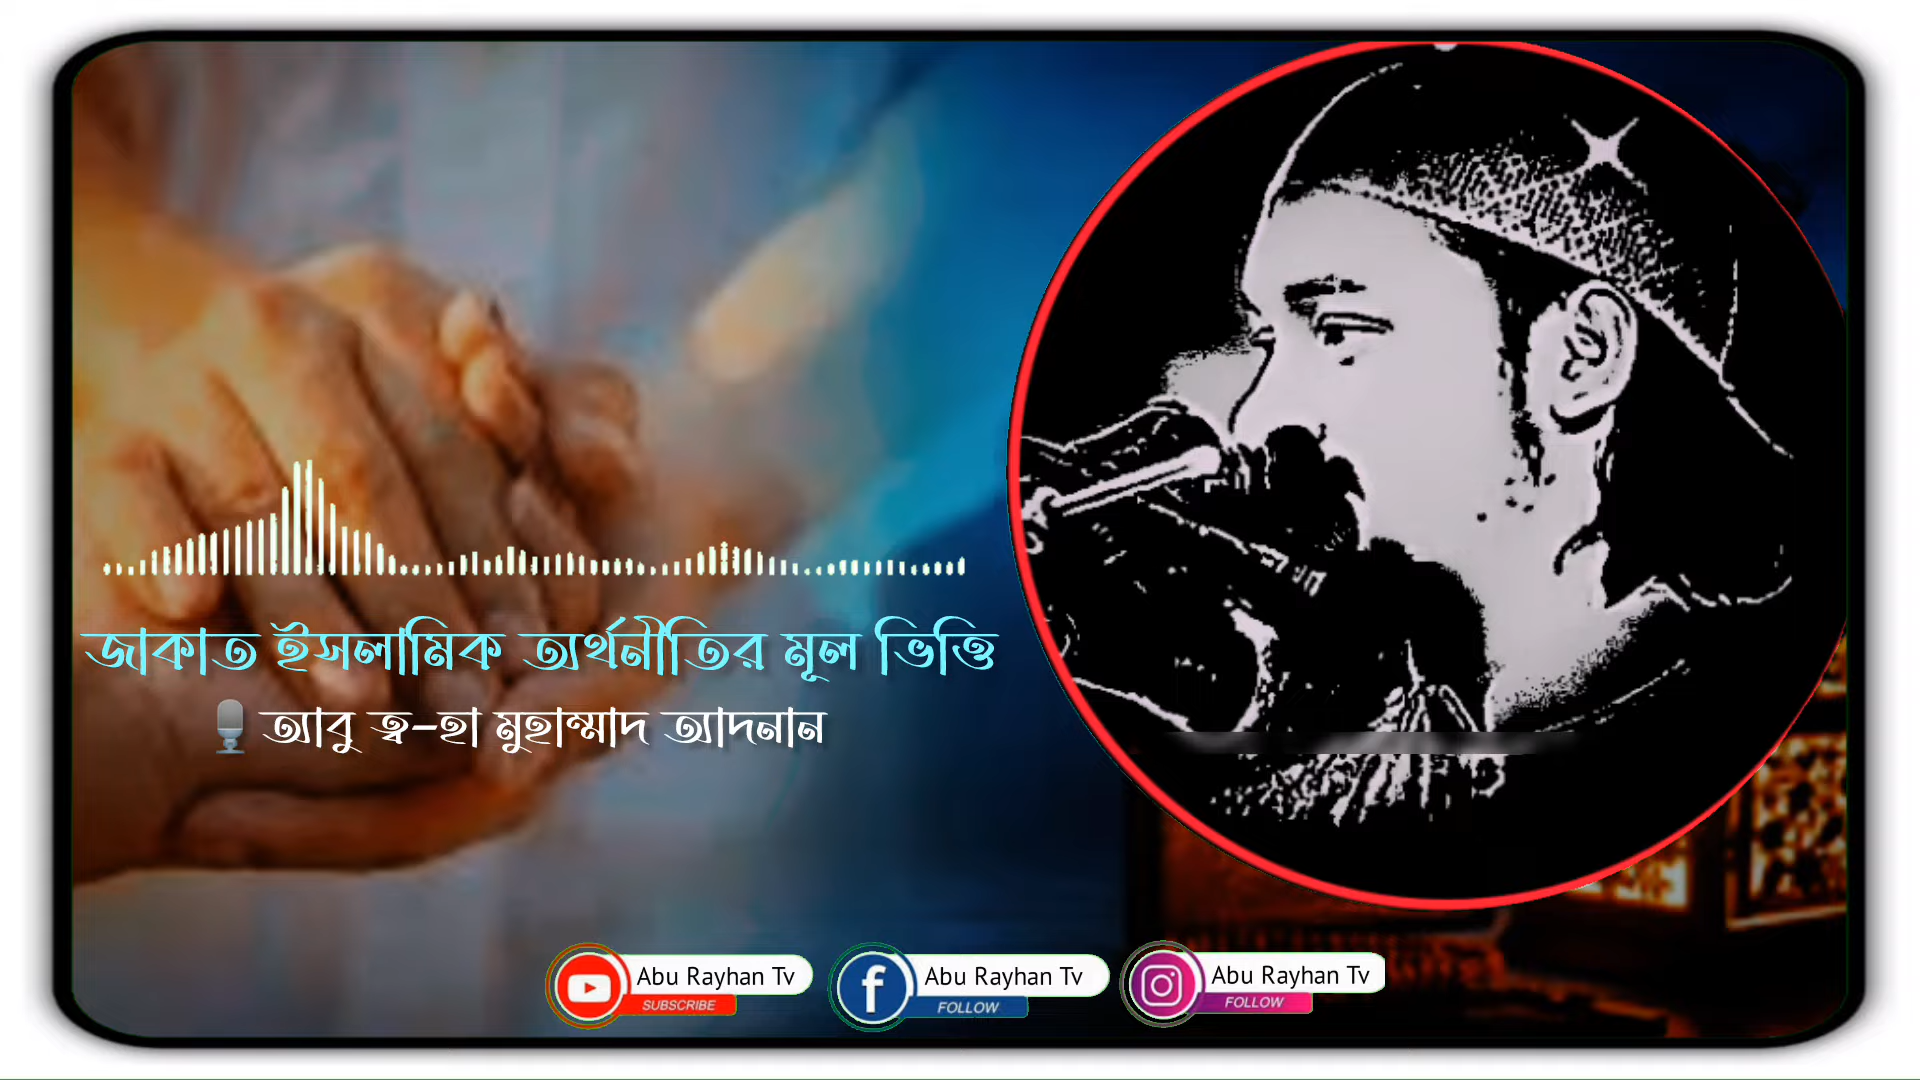 জাকাত ইসলামিক অর্থনীতির মূল ভিত্তি
আবু ত্ব-হা মুহাম্মাদ আদনান
Abu Rayhan Tv
SUBSCRIBE
Abu Rayhan Tv
FOLLOW
Abu Rayhan Tv
FOLLOW